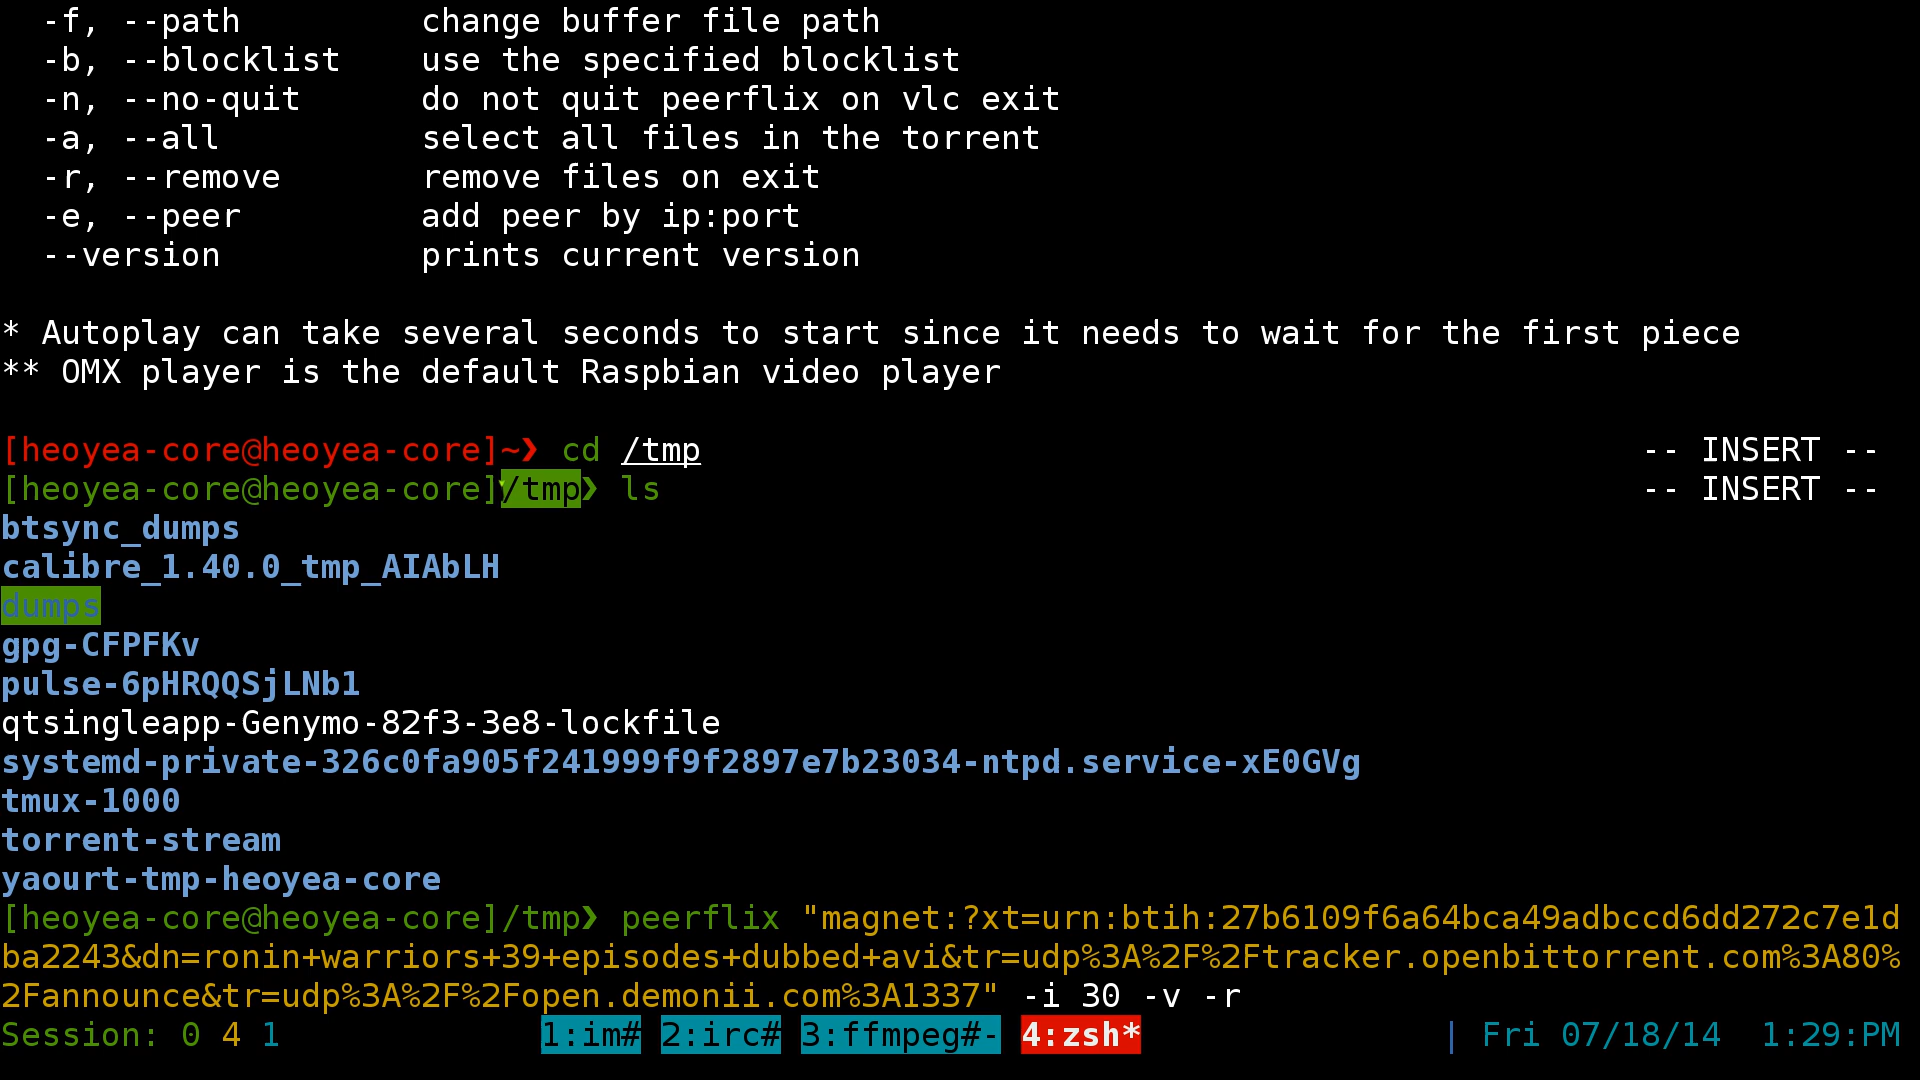 -f, --path         change buffer file path
-b, --blocklist    use the specified blocklist
-n, --no-quit      do not quit peerflix on vlc exit
-a, --all          select all files in the torrent
-r, --remove       remove files on exit
-e, --peer         add peer by ip:port
--version          prints current version
* Autoplay can take several seconds to start since it needs to wait for the first piece
** OMX player is the default Raspbian video player
[heoyea-core@heoyea-core]~❯ cd /tmp -- INSERT --
[heoyea-core@heoyea-core]/tmp❯ ls -- INSERT --
btsync_dumps
calibre_1.40.0_tmp_AIAbLH
dumps
gpg-CFPFKv
pulse-6pHRQQSjLNb1
qtsingleapp-Genymo-82f3-3e8-lockfile
systemd-private-326c0fa905f241999f9f2897e7b23034-ntpd.service-xE0GVg
tmux-1000
torrent-stream
yaourt-tmp-heoyea-core
[heoyea-core@heoyea-core]/tmp❯ peerflix "magnet:?xt=urn:btih:27b6109f6a64bca49adbccd6dd272c7e1d
ba2243&dn=ronin+warriors+39+episodes+dubbed+avi&tr=udp%3A%2F%2Ftracker.openbittorrent.com%3A80%
2Fannounce&tr=udp%3A%2F%2Fopen.demonii.com%3A1337" -i 30 -v -r
Session: 0 4 1 1:im# 2:irc# 3:ffmpeg#- 4:zsh* | Fri 07/18/14 1:29:PM